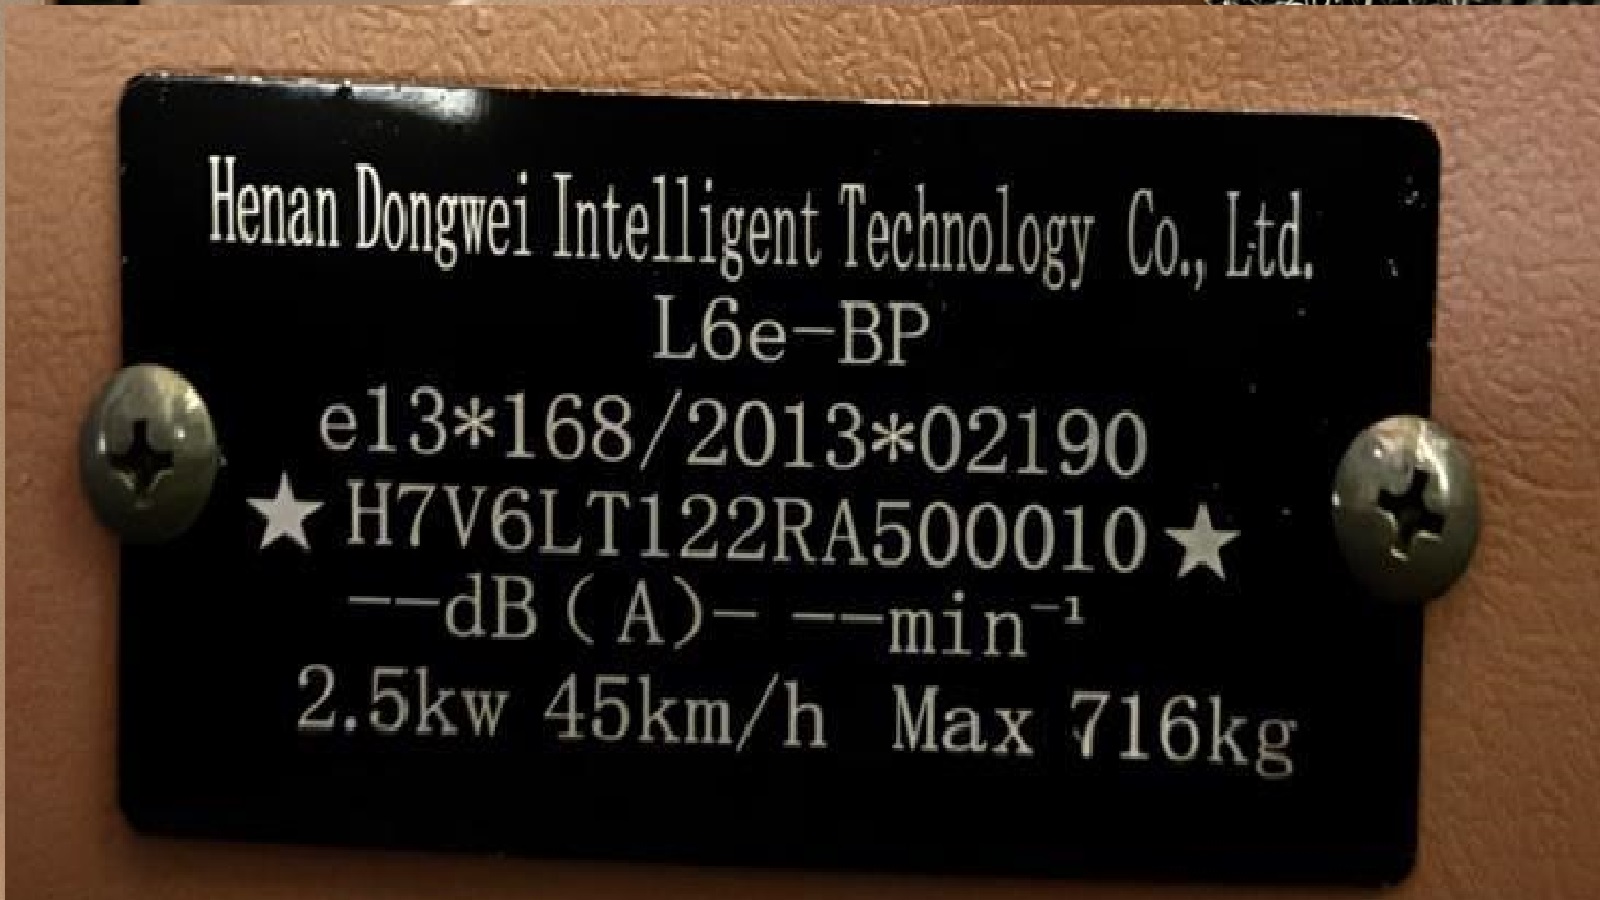 Henan Dongwei Intelligent Technology Co., Ltd.
L6e-BP
e13*168/2013*02190
★H7V6LT122RA500010★
--dB(A)- --min⁻¹
2.5kw 45km/h Max 716kg